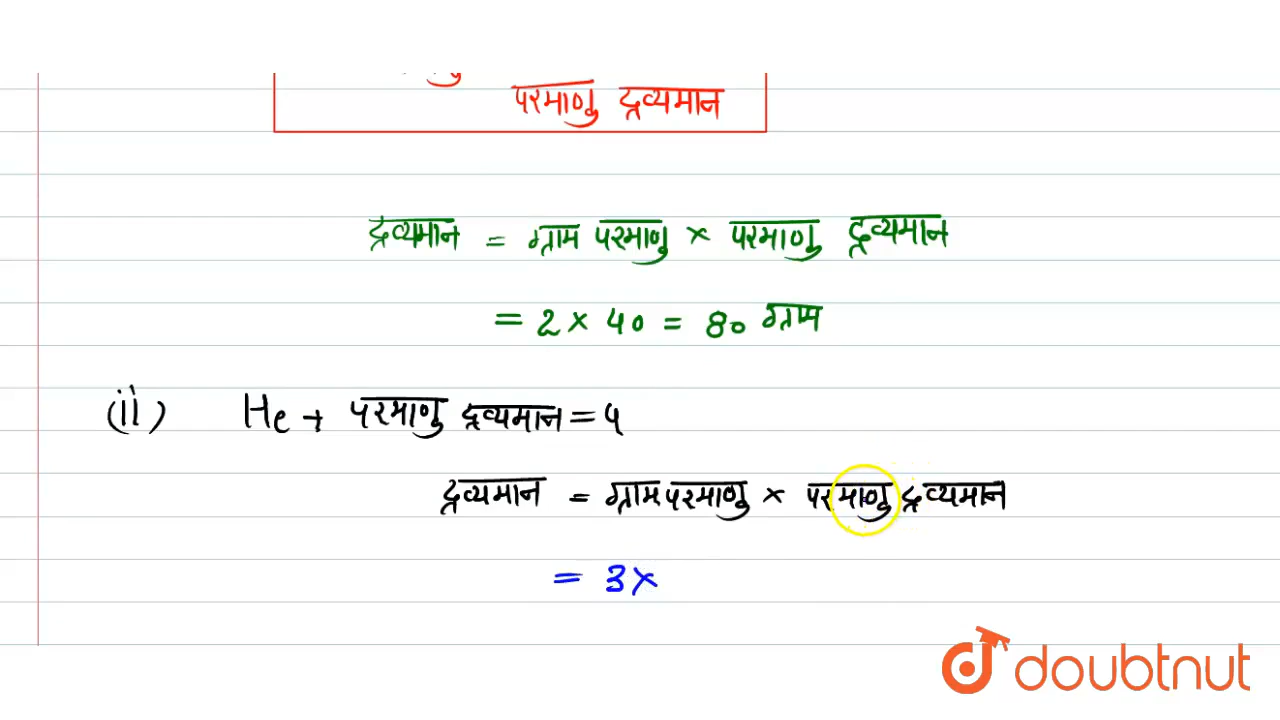 परमाणु द्रव्यमान
द्रव्यमान = ग्राम परमाणु × परमाणु द्रव्यमान
= 2 × 40 = 80 ग्राम
(ii) He → परमाणु द्रव्यमान = 4
द्रव्यमान = ग्राम परमाणु × परमाणु द्रव्यमान
= 3 ×
doubtnut